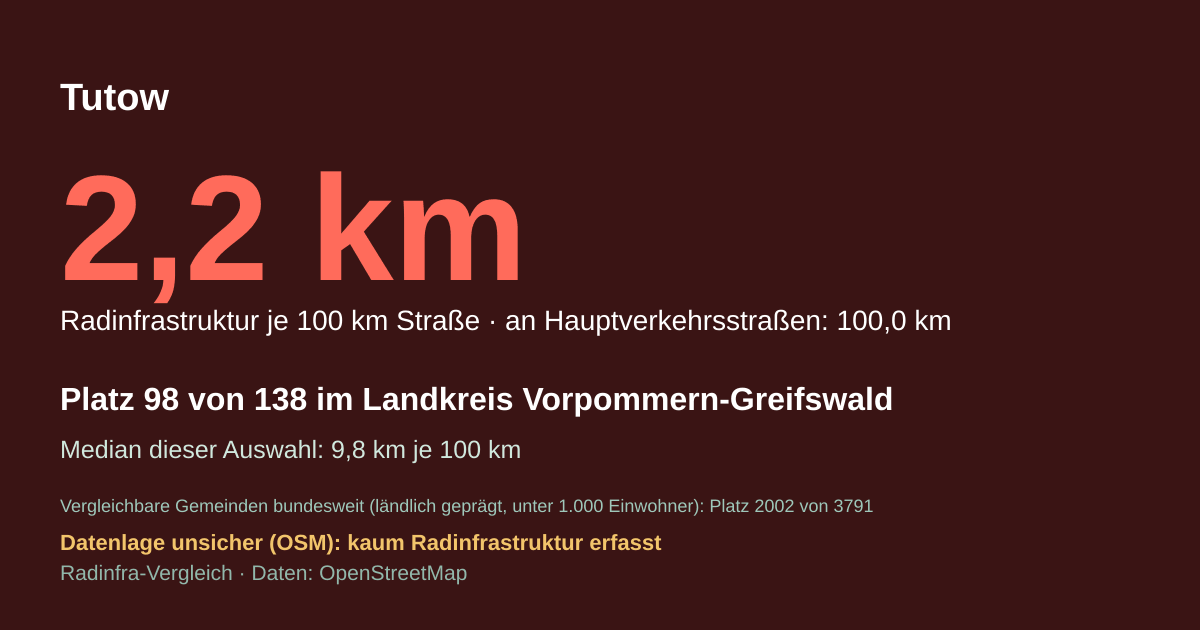 Tutow
2,2 km
Radinfrastruktur je 100 km Straße · an Hauptverkehrsstraßen: 100,0 km
Platz 98 von 138 im Landkreis Vorpommern-Greifswald
Median dieser Auswahl: 9,8 km je 100 km
Vergleichbare Gemeinden bundesweit (ländlich geprägt, unter 1.000 Einwohner): Platz 2002 von 3791
Datenlage unsicher (OSM): kaum Radinfrastruktur erfasst
Radinfra-Vergleich · Daten: OpenStreetMap